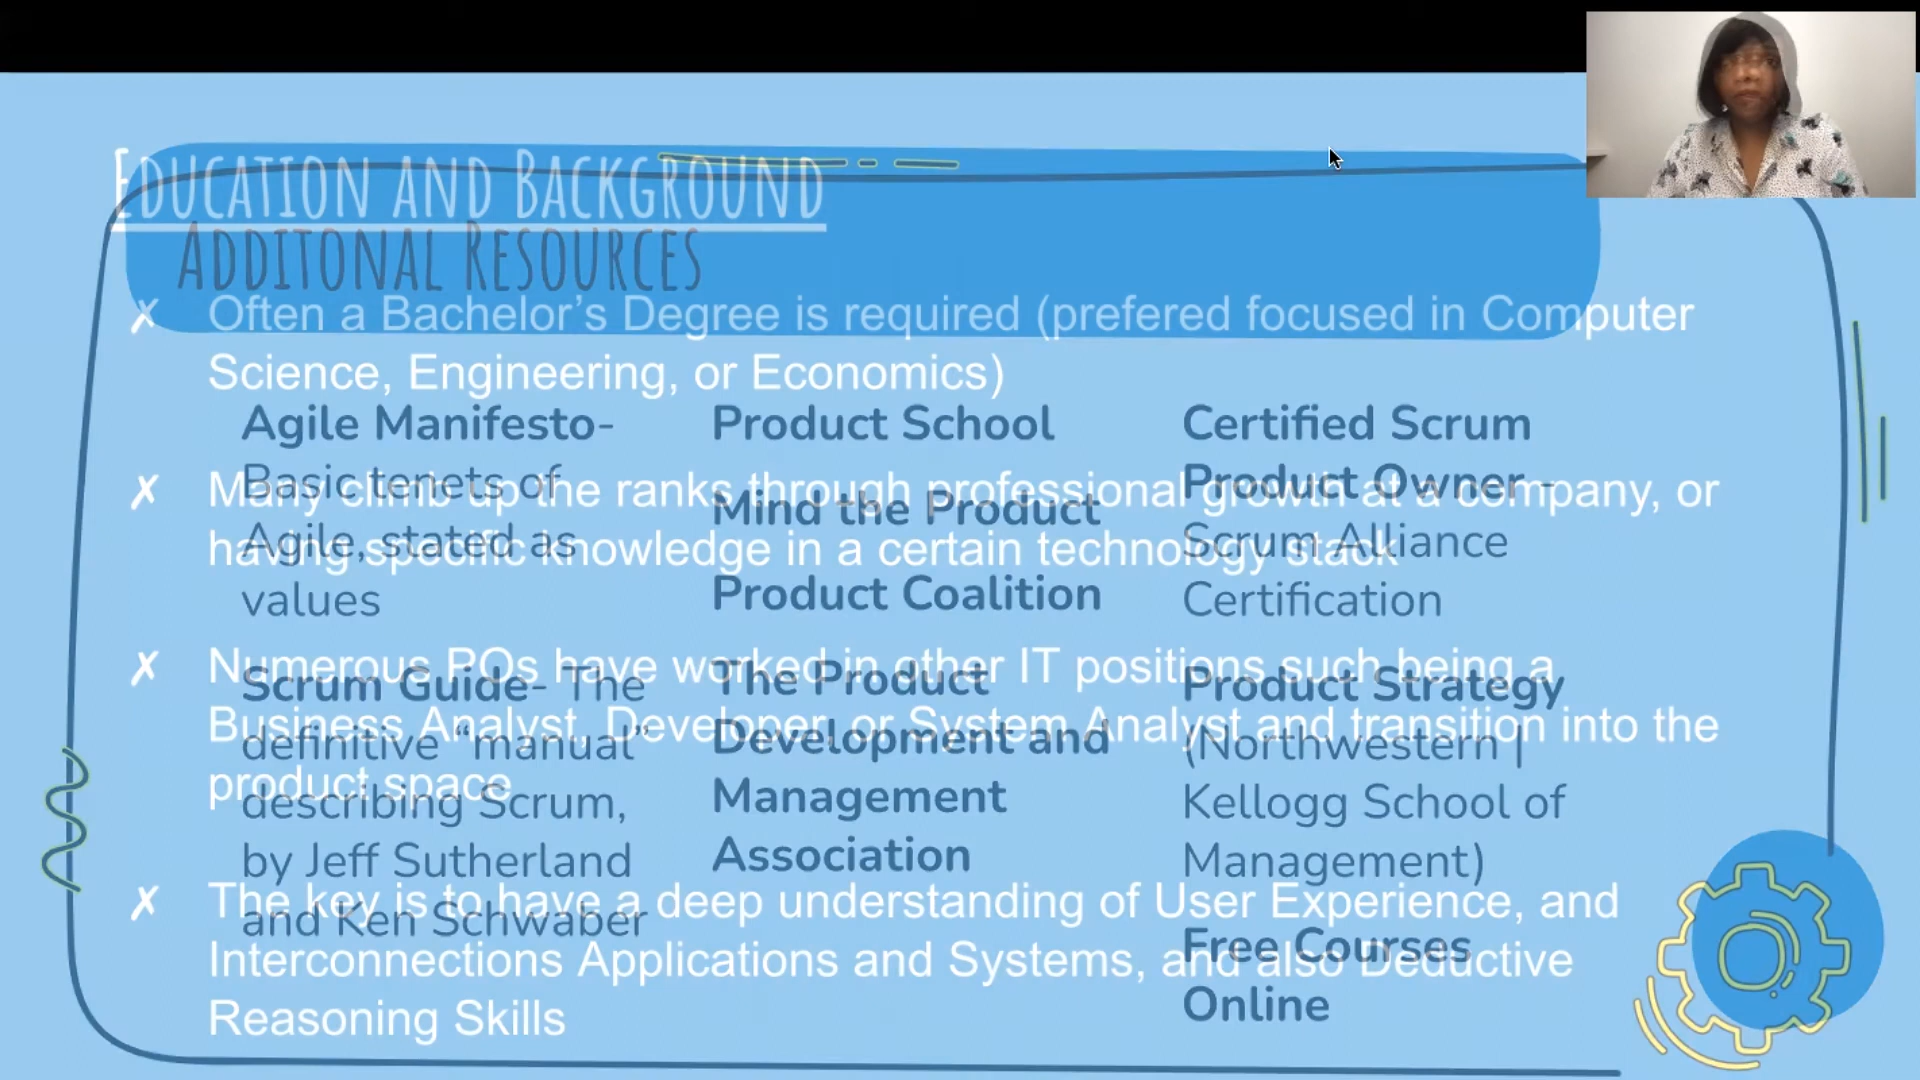 EDUCATION AND BACKGROUND
✗ Often a Bachelor’s Degree is required (prefered focused in Computer
Science, Engineering, or Economics)
✗ Many climb up the ranks through professional growth at a company, or
having specific knowledge in a certain technology stack
✗ Numerous POs have worked in other IT positions such being a
Business Analyst, Developer, or System Analyst and transition into the
product space
✗ The key is to have a deep understanding of User Experience, and
Interconnections Applications and Systems, and also Deductive
Reasoning Skills
ADDITONAL RESOURCES
Agile Manifesto-
Basic tenets of
Agile, stated as
values
Scrum Guide- The
definitive “manual”
describing Scrum,
by Jeff Sutherland
and Ken Schwaber
Product School
Mind the Product
Product Coalition
The Product
Development and
Management
Association
Certified Scrum
Product Owner -
Scrum Alliance
Certification
Product Strategy
(Northwestern |
Kellogg School of
Management)
Free Courses
Online